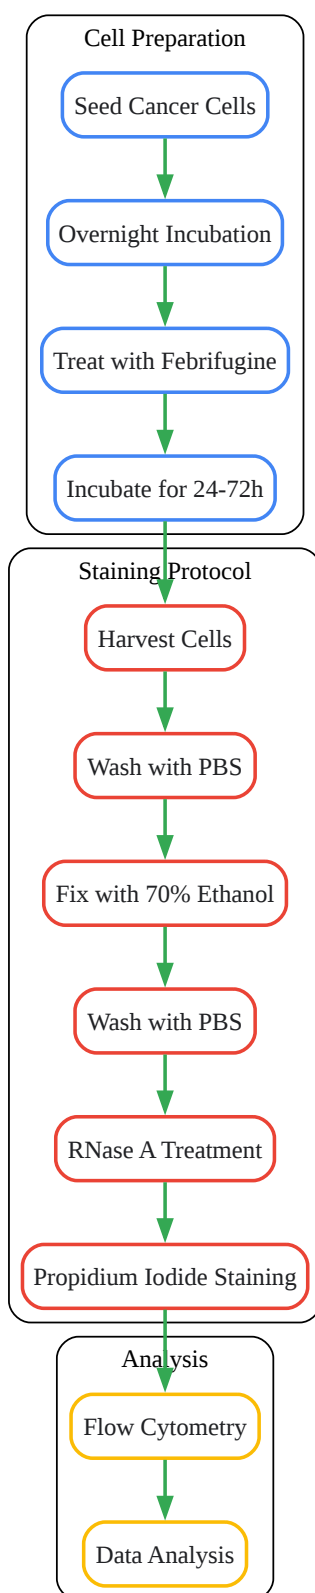 Cell Preparation
Seed Cancer Cells
Overnight Incubation
Treat with Febrifugine
Incubate for 24-72h
Staining Protocol
Harvest Cells
Wash with PBS
Fix with 70% Ethanol
Wash with PBS
RNase A Treatment
Propidium Iodide Staining
Analysis
Flow Cytometry
Data Analysis